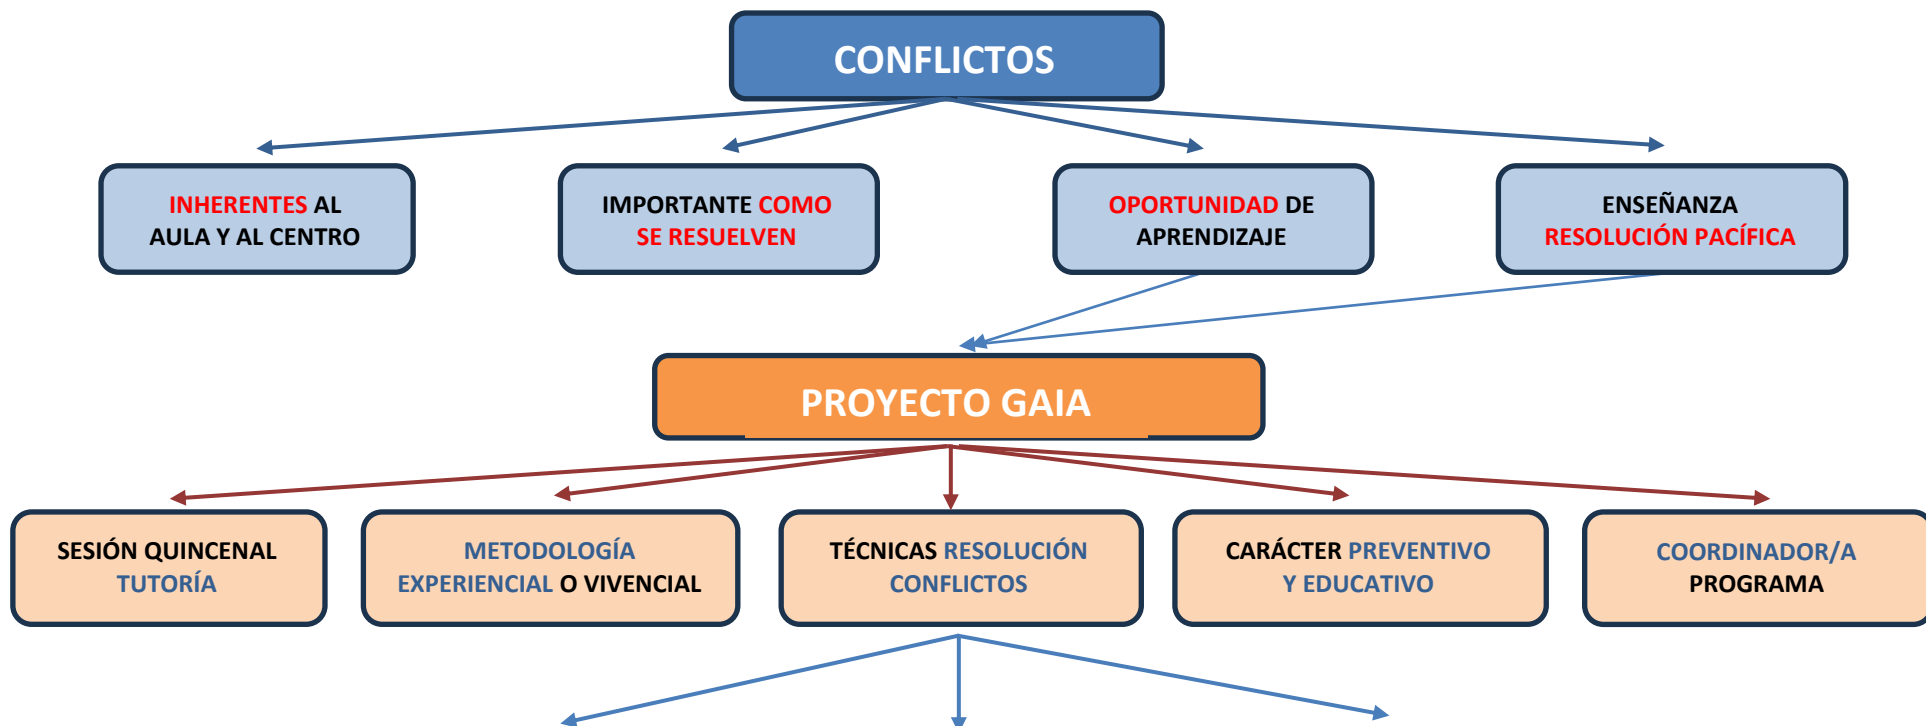 CONFLICTOS
INHERENTES AL
AULA Y AL CENTRO
IMPORTANTE COMO
SE RESUELVEN
OPORTUNIDAD DE
APRENDIZAJE
ENSEÑANZA
RESOLUCIÓN PACÍFICA
PROYECTO GAIA
SESIÓN QUINCENAL
TUTORÍA
METODOLOGÍA
EXPERIENCIAL O VIVENCIAL
TÉCNICAS RESOLUCIÓN
CONFLICTOS
CARÁCTER PREVENTIVO
Y EDUCATIVO
COORDINADOR/A
PROGRAMA